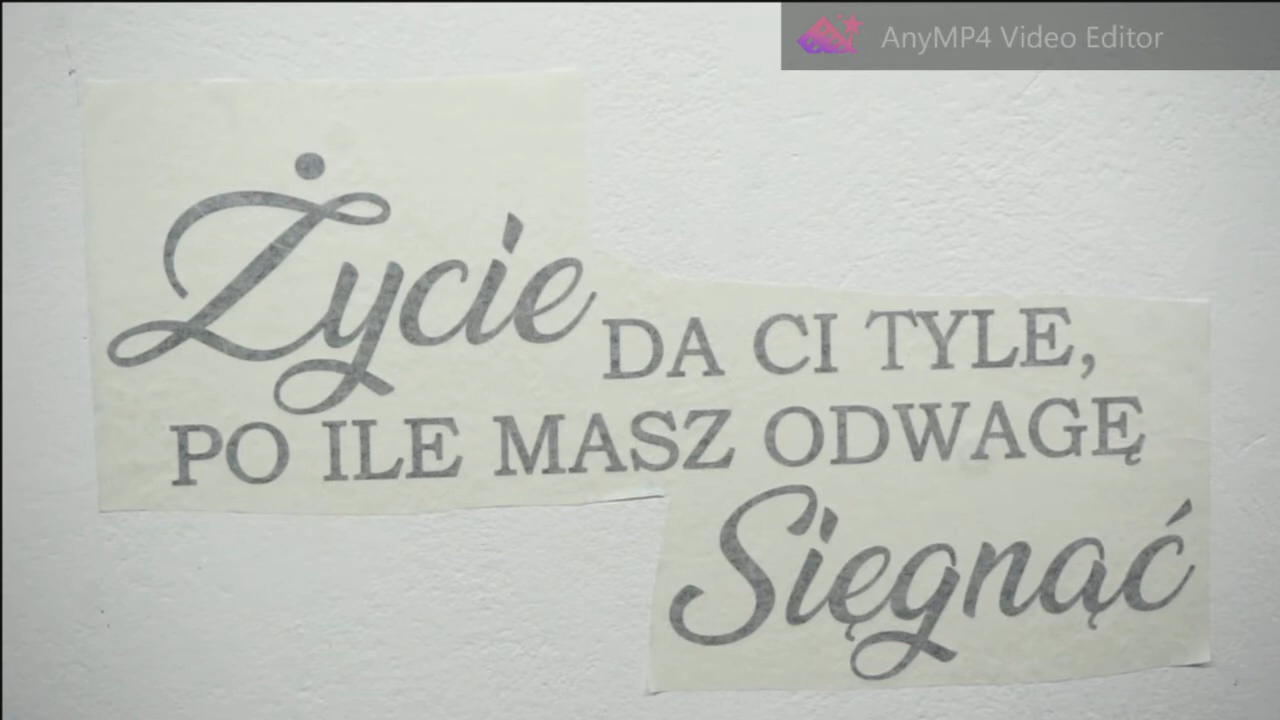 AnyMP4 Video Editor
Życie DA CI TYLE,
PO ILE MASZ ODWAGĘ
Sięgnąć